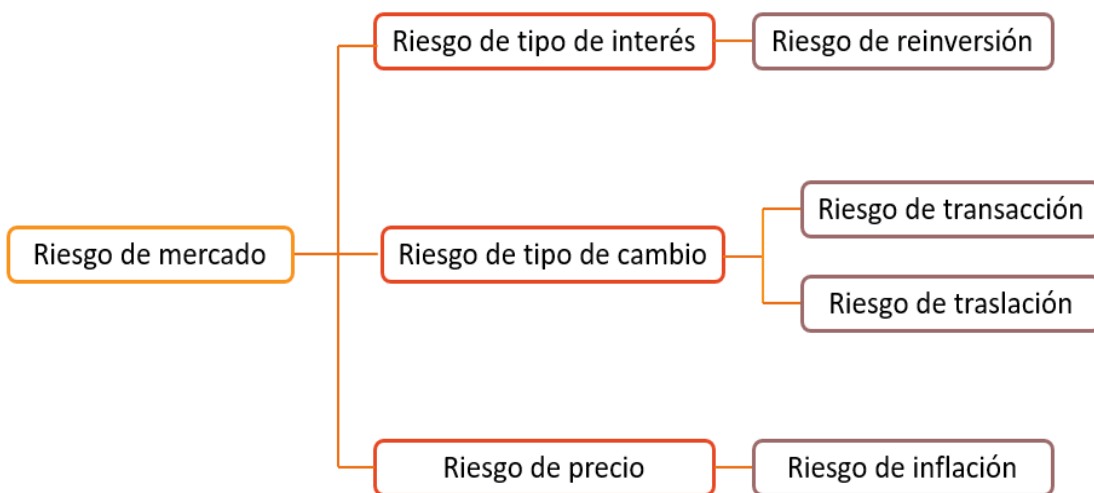 Riesgo de tipo de interés
Riesgo de reinversión
Riesgo de transacción
Riesgo de mercado
Riesgo de tipo de cambio
Riesgo de traslación
Riesgo de precio
Riesgo de inflación